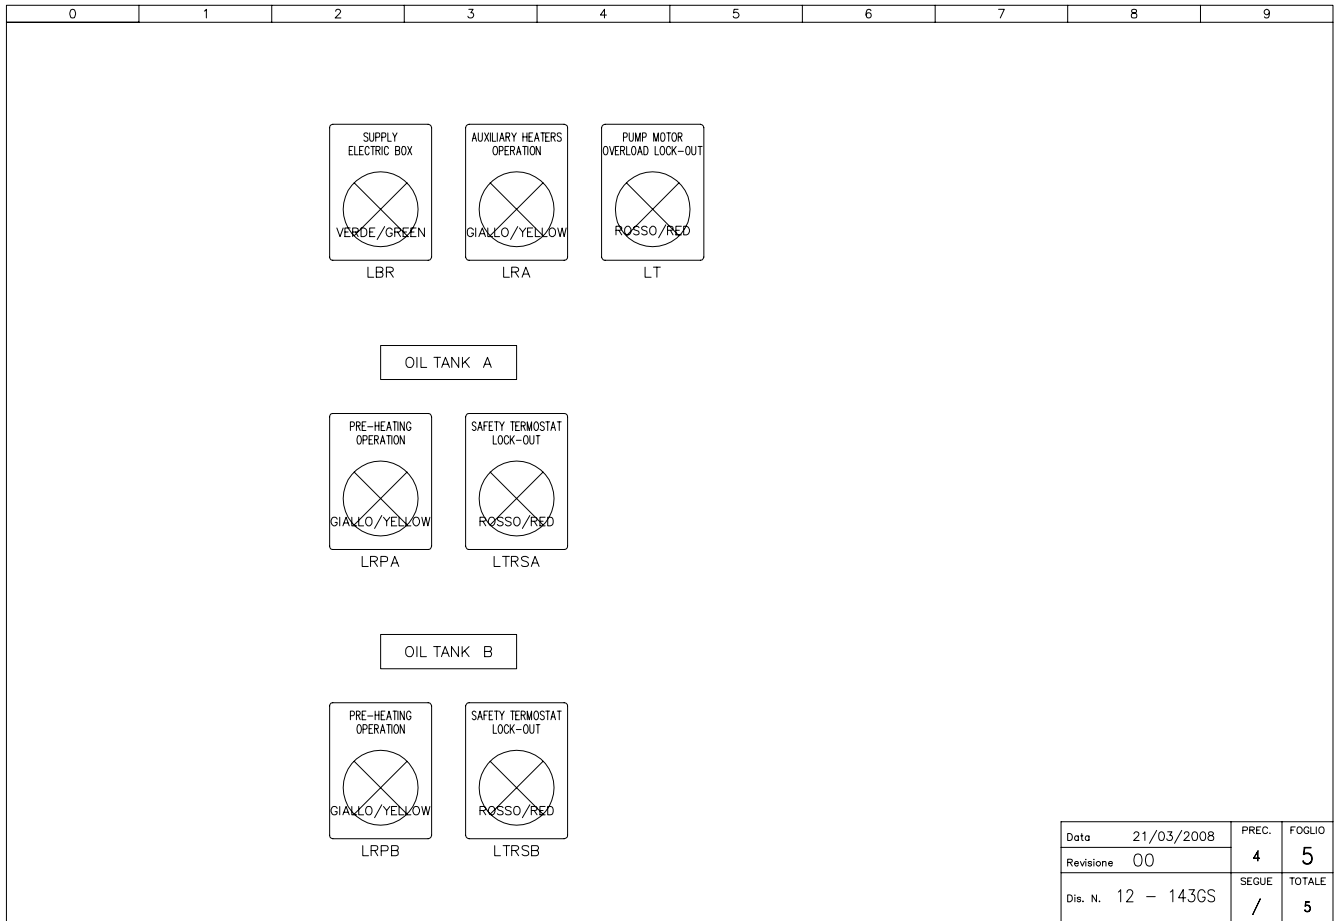 0 1 2 3 4 5 6 7 8 9
SUPPLY
ELECTRIC BOX
VERDE/GREEN
LBR
AUXILIARY HEATERS
OPERATION
GIALLO/YELLOW
LRA
PUMP MOTOR
OVERLOAD LOCK-OUT
ROSSO/RED
LT
OIL TANK A
PRE-HEATING
OPERATION
GIALLO/YELLOW
LRPA
SAFETY TERMOSTAT
LOCK-OUT
ROSSO/RED
LTRSA
OIL TANK B
PRE-HEATING
OPERATION
GIALLO/YELLOW
LRPB
SAFETY TERMOSTAT
LOCK-OUT
ROSSO/RED
LTRSB
Data 21/03/2008
Revisione 00
Dis. N. 12 - 143GS
PREC.
4
FOGLIO
5
SEGUE
/
TOTALE
5